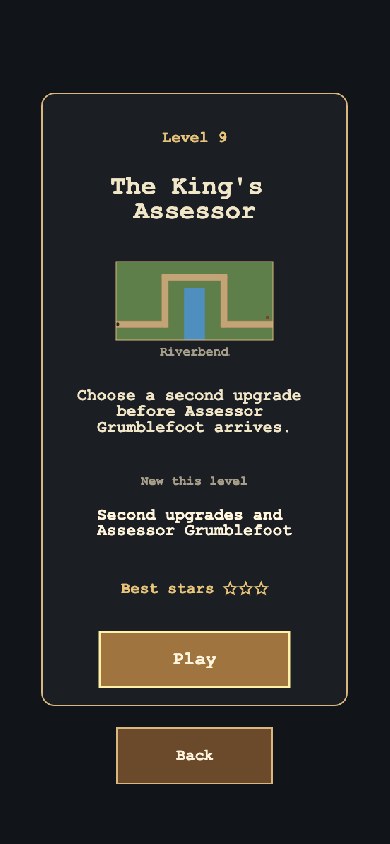 Level 9
The King's
Assessor
Riverbend
Choose a second upgrade
before Assessor
Grumblefoot arrives.
New this level
Second upgrades and
Assessor Grumblefoot
Best stars ☆☆☆
Play
Back